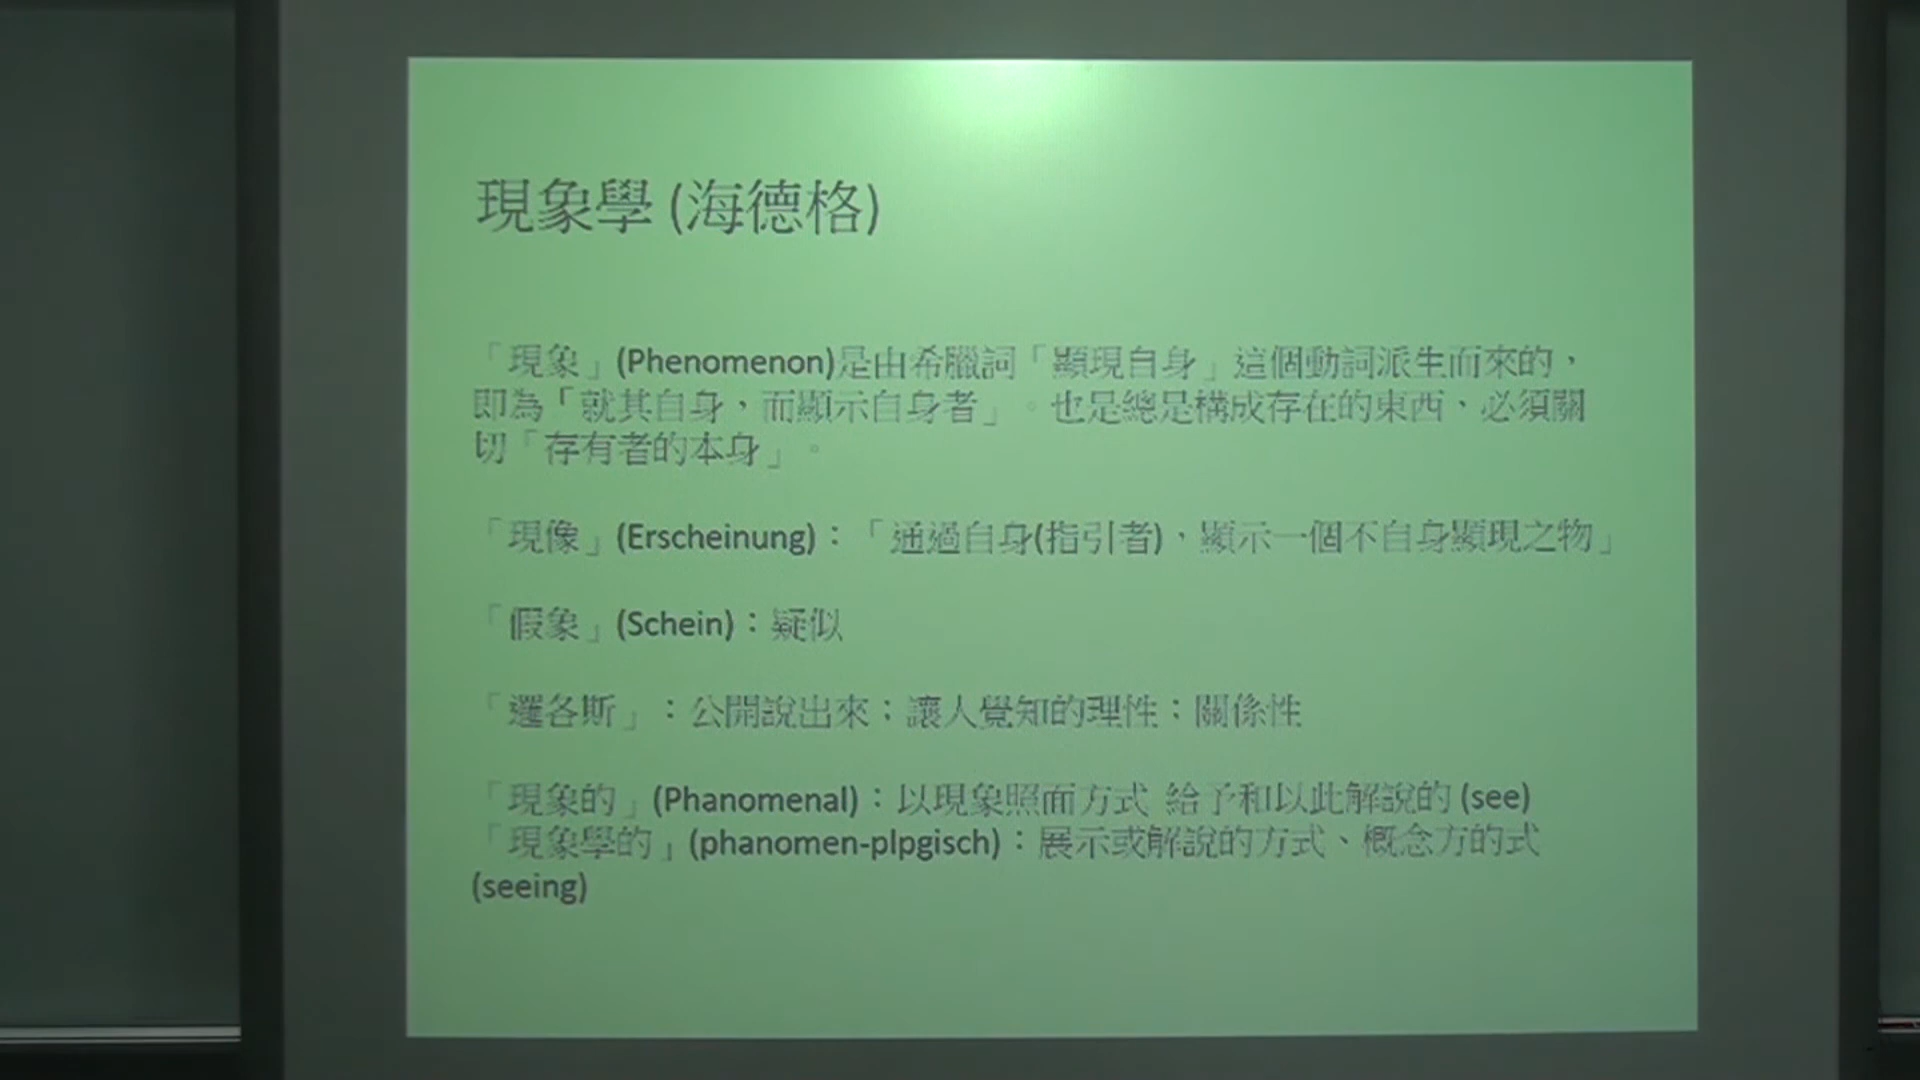 現象學 (海德格)
「現象」(Phenomenon)是由希臘詞「顯現自身」這個動詞派生而來的，
即為「就其自身，而顯示自身者」。也是總是構成存在的東西、必須關
切「存有者的本身」。
「現像」(Erscheinung)：「通過自身(指引者)，顯示一個不自身顯現之物」
「假象」(Schein)：疑似
「邏各斯」：公開說出來；讓人覺知的理性；關係性
「現象的」(Phanomenal)：以現象照面方式 給予和以此解說的 (see)
「現象學的」(phanomen-plpgisch)：展示或解說的方式、概念方的式
(seeing)